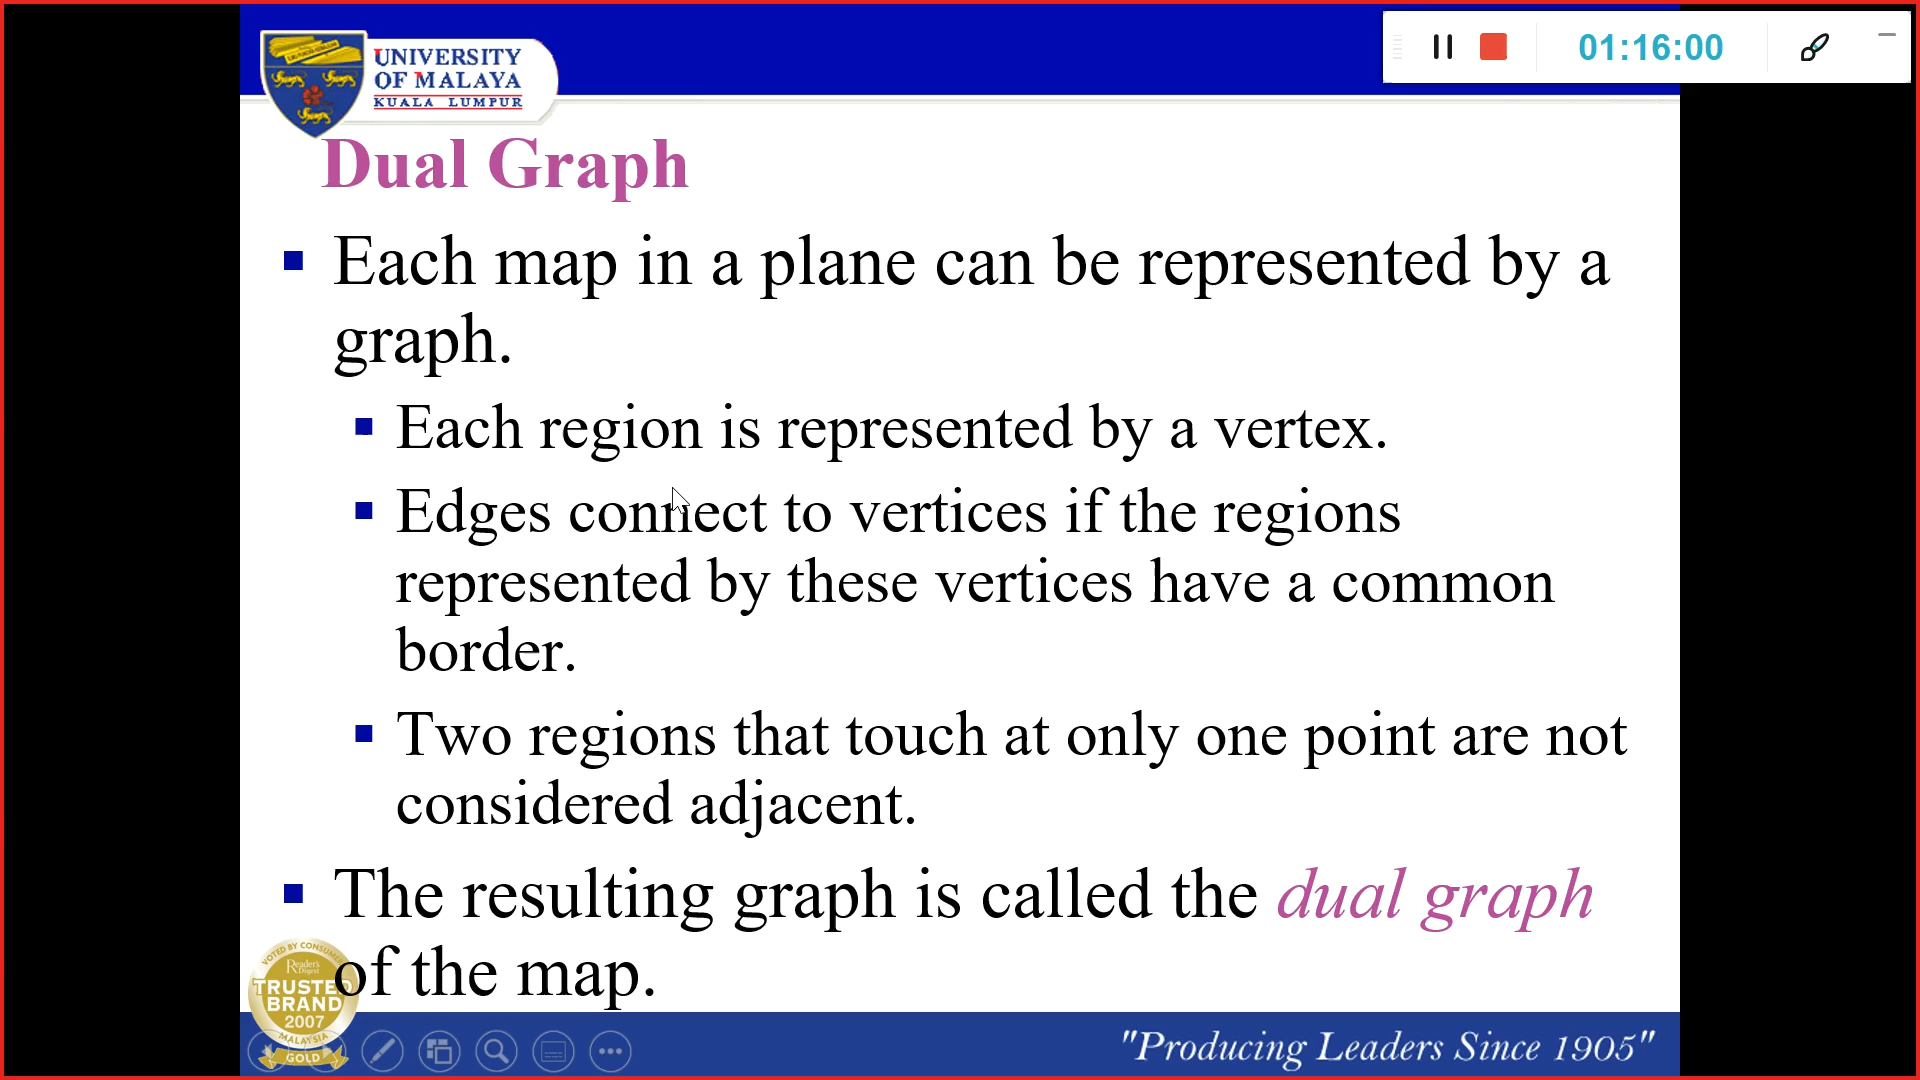 UNIVERSITY
OF MALAYA
KUALA LUMPUR
01:16:00
Dual Graph
Each map in a plane can be represented by a
graph.
Each region is represented by a vertex.
Edges connect to vertices if the regions
represented by these vertices have a common
border.
Two regions that touch at only one point are not
considered adjacent.
The resulting graph is called the dual graph
of the map.
VOTED BY CONSUMERS
Reader's
Digest
TRUSTED
BRAND
2007
MALAYSIA
GOLD
"Producing Leaders Since 1905"